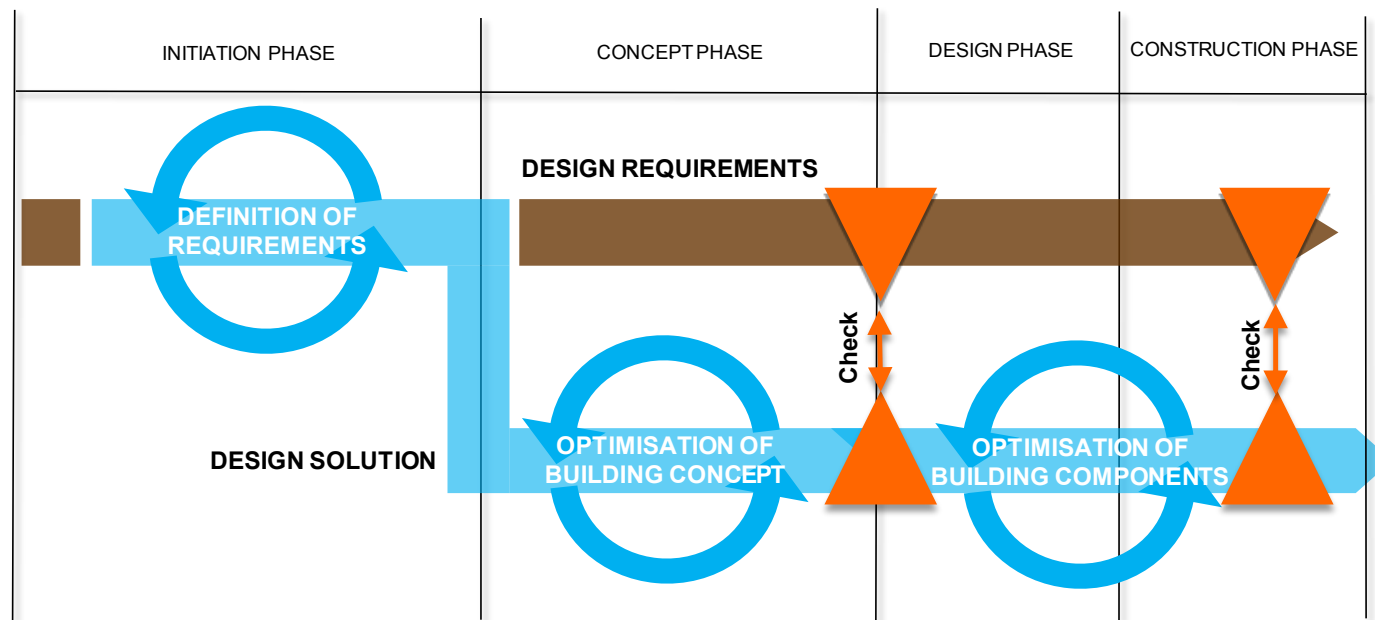 INITIATION PHASE
CONCEPT PHASE
DESIGN PHASE
CONSTRUCTION PHASE
DESIGN REQUIREMENTS
DEFINITION OF
REQUIREMENTS
Check
Check
DESIGN SOLUTION
OPTIMISATION OF
BUILDING CONCEPT
OPTIMISATION OF
BUILDING COMPONENTS